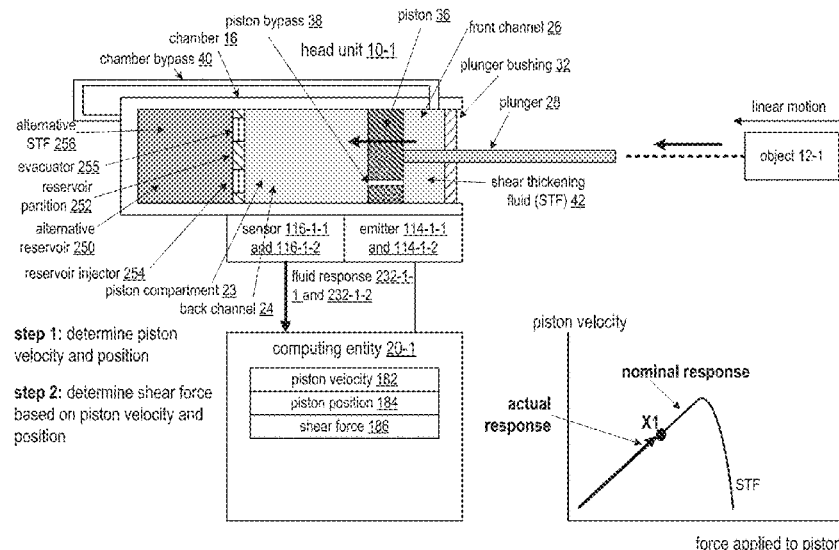 piston bypass 38
piston 36
front channel 26
chamber 16
head unit 10-1
chamber bypass 40
plunger bushing 32
plunger 28
linear motion
object 12-1
alternative
STF 256
evacuator 255
reservoir
partition 252
alternative
reservoir 250
reservoir injector 254
piston compartment 23
back channel 24
shear thickening
fluid (STF) 42
sensor 116-1-1
and 116-1-2
emitter 114-1-1
and 114-1-2
fluid response 232-1-
1 and 232-1-2
step 1: determine piston
velocity and position
step 2: determine shear force
based on piston velocity and
position
computing entity 20-1
piston velocity 182
piston position 184
shear force 186
piston velocity
nominal response
actual
response
X1
STF
force applied to piston